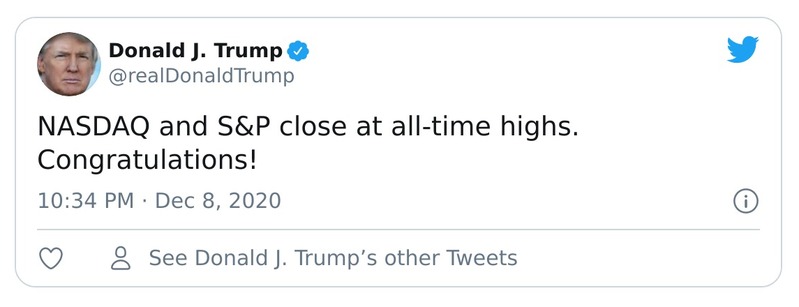 Donald J. Trump
@realDonaldTrump
NASDAQ and S&P close at all-time highs.
Congratulations!
10:34 PM · Dec 8, 2020
See Donald J. Trump’s other Tweets